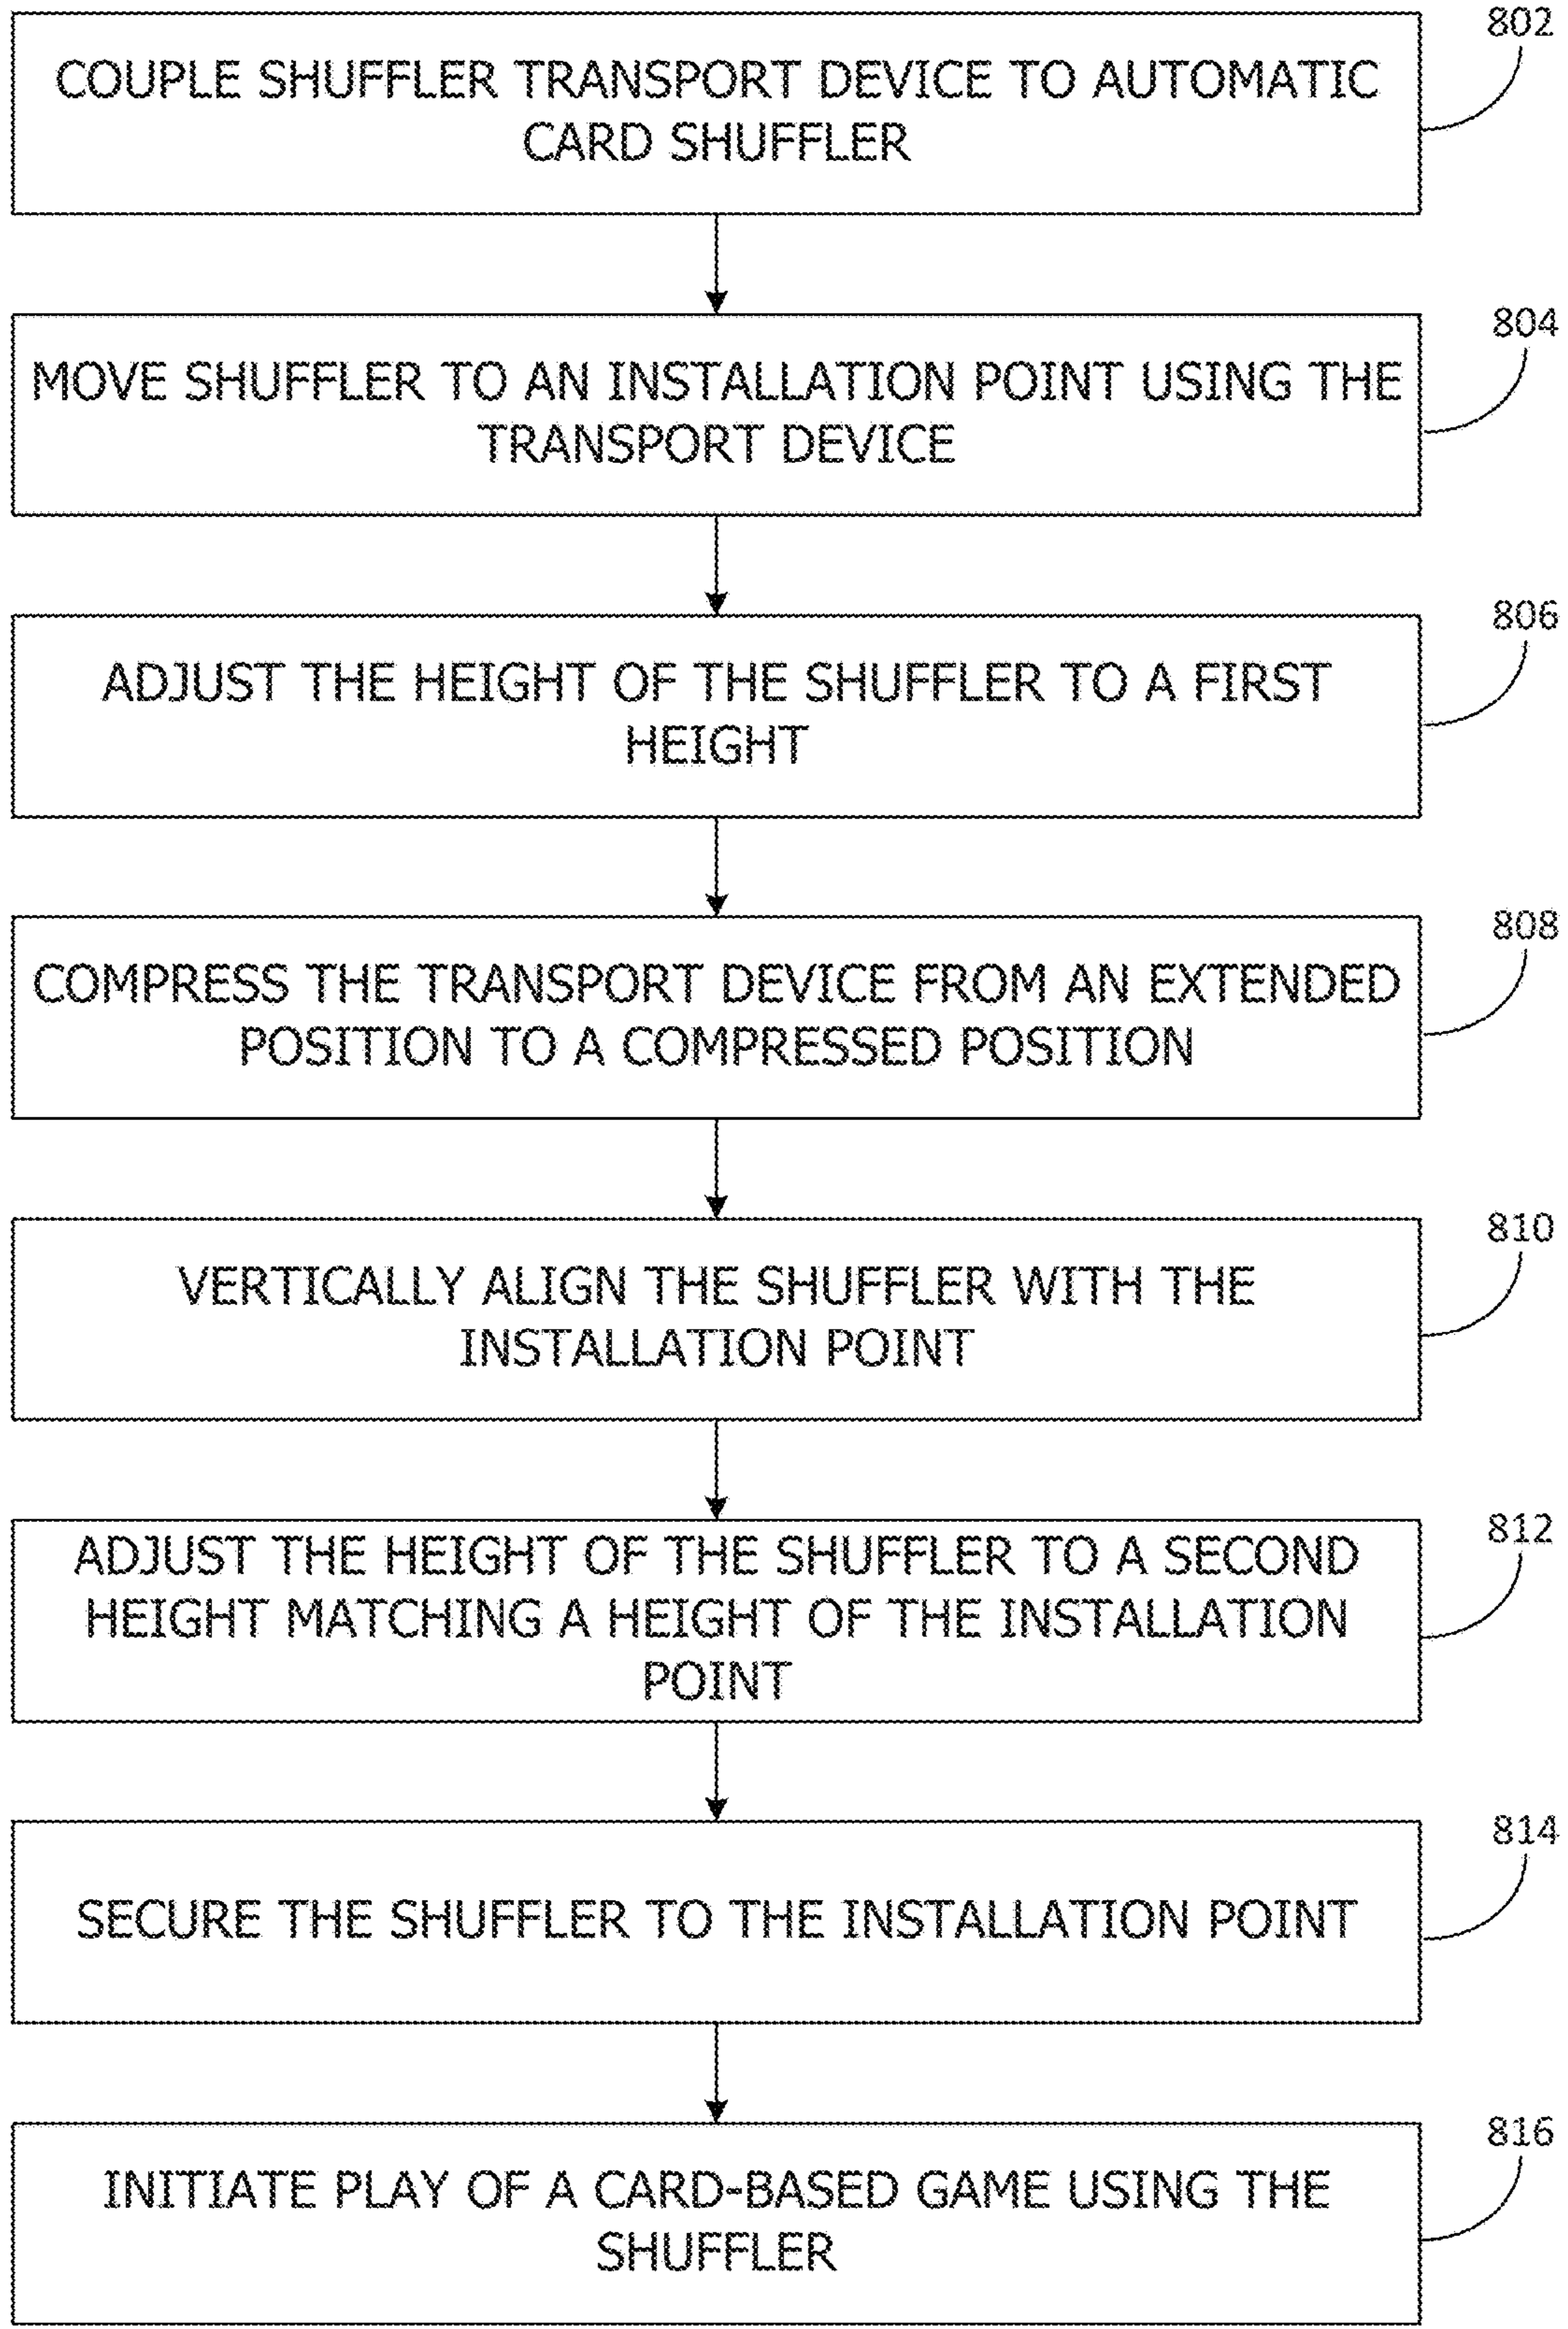 802
COUPLE SHUFFLER TRANSPORT DEVICE TO AUTOMATIC
CARD SHUFFLER
804
MOVE SHUFFLER TO AN INSTALLATION POINT USING THE
TRANSPORT DEVICE
806
ADJUST THE HEIGHT OF THE SHUFFLER TO A FIRST
HEIGHT
808
COMPRESS THE TRANSPORT DEVICE FROM AN EXTENDED
POSITION TO A COMPRESSED POSITION
810
VERTICALLY ALIGN THE SHUFFLER WITH THE
INSTALLATION POINT
812
ADJUST THE HEIGHT OF THE SHUFFLER TO A SECOND
HEIGHT MATCHING A HEIGHT OF THE INSTALLATION
POINT
814
SECURE THE SHUFFLER TO THE INSTALLATION POINT
816
INITIATE PLAY OF A CARD-BASED GAME USING THE
SHUFFLER